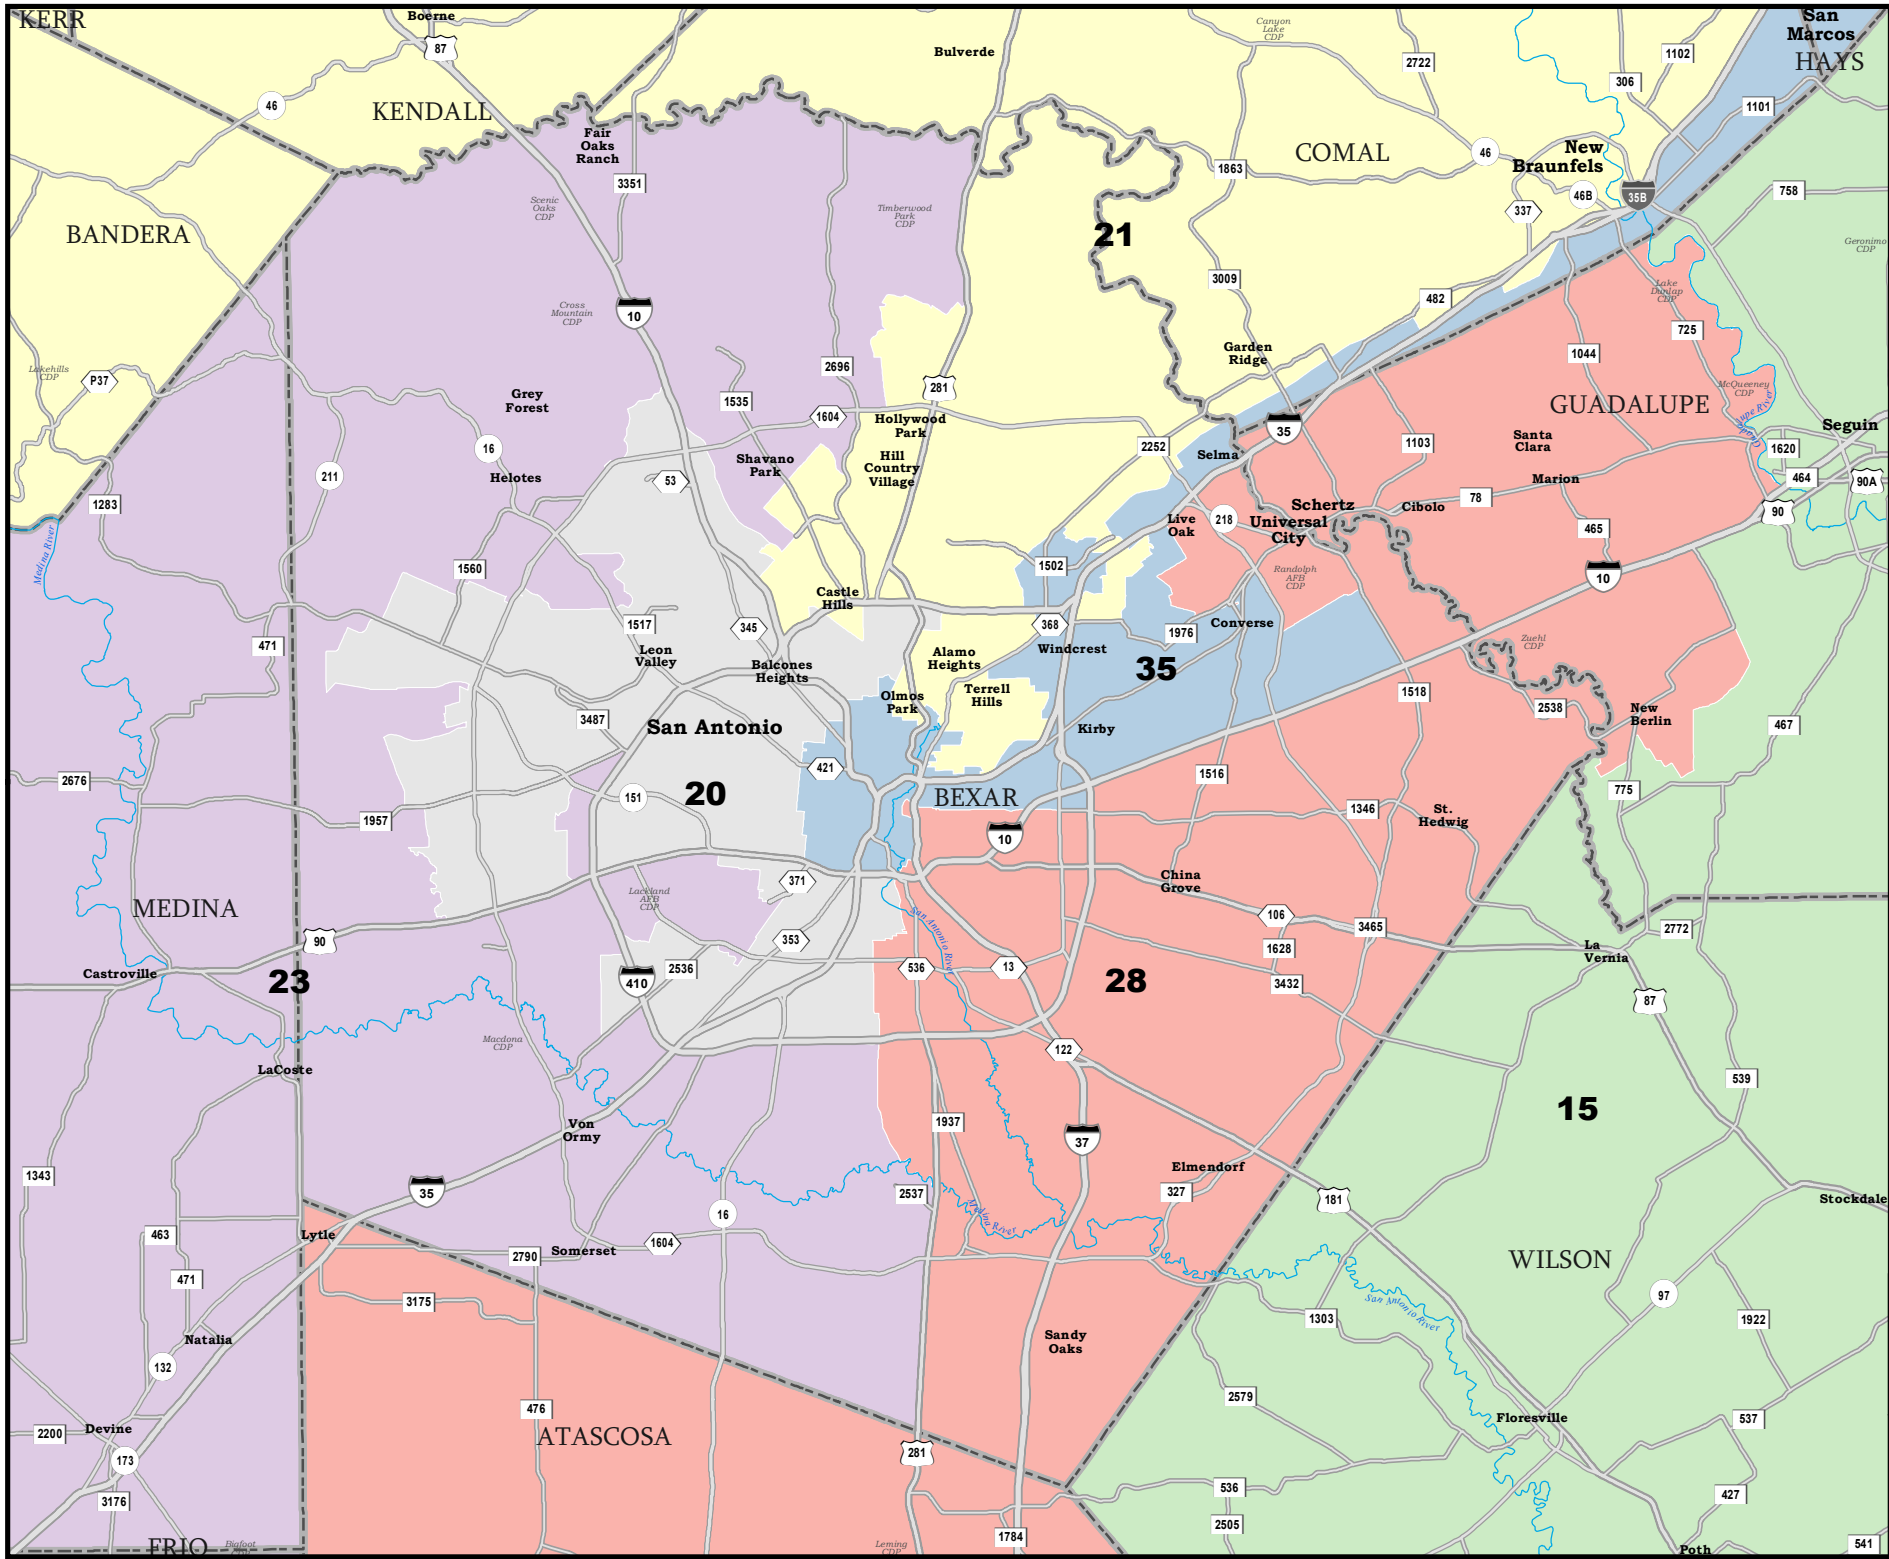 KERR
Boerne
87
Bulverde
Canyon
Lake
CDP
2722
1102
San
Marcos
HAYS
306
46
KENDALL
1101
Fair
Oaks
Ranch
3351
COMAL
46
New
Braunfels
1863
46B
35B
758
337
Scenic
Oaks
CDP
Timberwood
Park
CDP
BANDERA
21
Geronimo
CDP
3009
482
Lake
Dunlap
CDP
Cross
Mountain
CDP
10
725
1044
Garden
Ridge
Lakehills
CDP
P37
2696
281
McQueeney
CDP
Grey
Forest
1535
1604
Hollywood
Park
GUADALUPE
35
Seguin
16
2252
Selma
1103
Santa
Clara
1620
Shavano
Park
Hill
Country
Village
211
Helotes
53
Marion
464
90A
1283
78
Schertz
Cibolo
90
Live
Oak
218
Universal
City
465
Medina River
1560
1502
Randolph
AFB
CDP
10
Castle
Hills
1517
345
368
1976
Converse
471
Leon
Valley
Alamo
Heights
Windcrest
Zuehl
CDP
Balcones
Heights
35
Olmos
Park
Terrell
Hills
1518
2538
New
Berlin
3487
San Antonio
Kirby
467
2676
421
1516
151
20
BEXAR
775
1957
1346
St.
Hedwig
10
371
China
Grove
Lackland
AFB
CDP
MEDINA
San Antonio River
106
3465
2772
90
353
1628
La
Vernia
Castroville
23
2536
536
13
28
3432
410
87
Macdona
CDP
122
LaCoste
539
15
1937
Von
Ormy
37
1343
Elmendorf
35
2537
327
181
Stockdale
16
Medina River
463
Lytle
1604
2790
Somerset
WILSON
471
97
3175
San Antonio River
1303
1922
Natalia
Sandy
Oaks
132
2579
476
Floresville
537
2200
Devine
ATASCOSA
173
281
536
427
3176
2505
1784
541
FRIO
Bigfoot
Leming
CDP
Poth